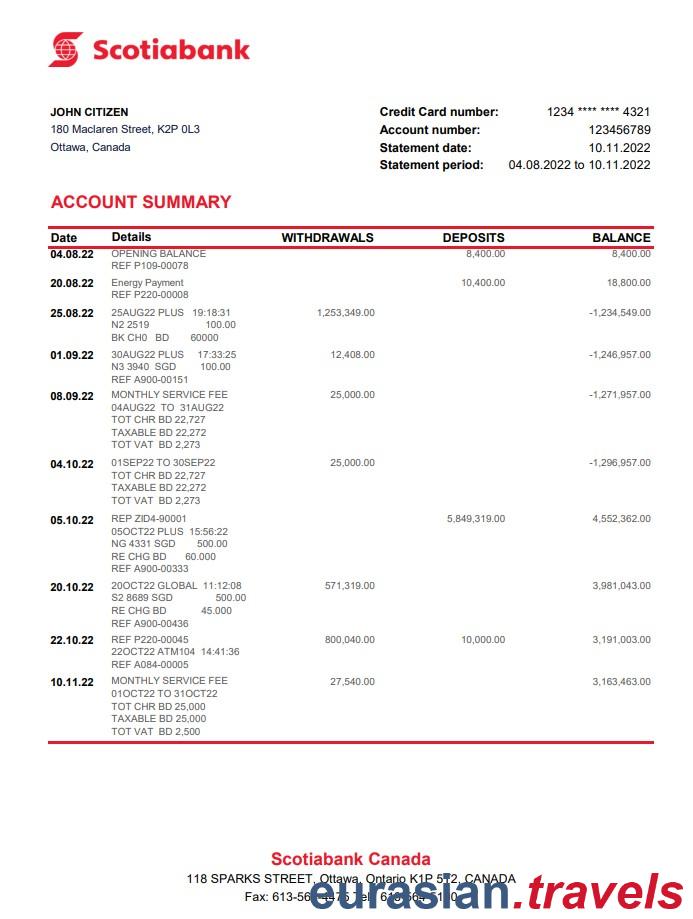 Scotiabank
JOHN CITIZEN
180 Maclaren Street, K2P 0L3
Ottawa, Canada
Credit Card number: 1234 **** **** 4321
Account number: 123456789
Statement date: 10.11.2022
Statement period: 04.08.2022 to 10.11.2022
ACCOUNT SUMMARY
Date Details WITHDRAWALS DEPOSITS BALANCE
04.08.22 OPENING BALANCE 8,400.00 8,400.00
REF P109-00078
20.08.22 Energy Payment 10,400.00 18,800.00
REF P220-00008
25.08.22 25AUG22 PLUS 19:18:31 1,253,349.00 -1,234,549.00
N2 2519 100.00
BK CH0 BD 60000
01.09.22 30AUG22 PLUS 17:33:25 12,408.00 -1,246,957.00
N3 3940 SGD 100.00
REF A900-00151
08.09.22 MONTHLY SERVICE FEE 25,000.00 -1,271,957.00
04AUG22 TO 31AUG22
TOT CHR BD 22,727
TAXABLE BD 22,272
TOT VAT BD 2,273
04.10.22 01SEP22 TO 30SEP22 25,000.00 -1,296,957.00
TOT CHR BD 22,727
TAXABLE BD 22,272
TOT VAT BD 2,273
05.10.22 REP ZID4-90001 5,849,319.00 4,552,362.00
05OCT22 PLUS 15:56:22
NG 4331 SGD 500.00
RE CHG BD 60.000
REF A900-00333
20.10.22 20OCT22 GLOBAL 11:12:08 571,319.00 3,981,043.00
S2 8689 SGD 500.00
RE CHG BD 45.000
REF A900-00436
22.10.22 REF P220-00045 800,040.00 10,000.00 3,191,003.00
22OCT22 ATM104 14:41:36
REF A084-00005
10.11.22 MONTHLY SERVICE FEE 27,540.00 3,163,463.00
01OCT22 TO 31OCT22
TOT CHR BD 25,000
TAXABLE BD 25,000
TOT VAT BD 2,500
Scotiabank Canada
118 SPARKS STREET, Ottawa, Ontario K1P 5T2, CANADA
Fax:
eurasian.travels